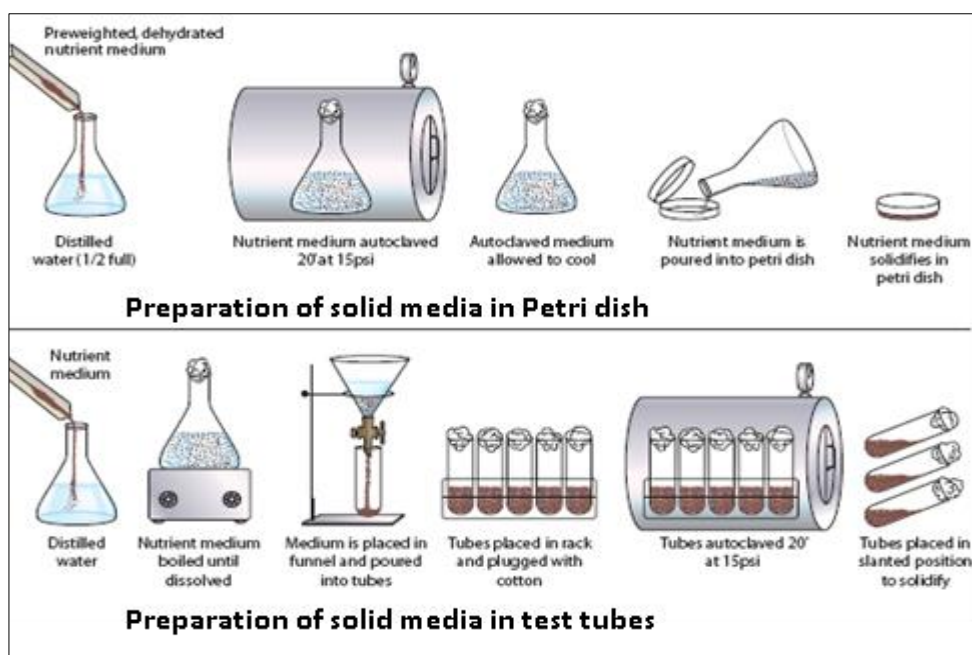 Preweighted, dehydrated
nutrient medium
Distilled
water (1/2 full)
Nutrient medium autoclaved
20'at 15psi
Autoclaved medium
allowed to cool
Nutrient medium is
poured into petri dish
Nutrient medium
solidifies in
petri dish
Preparation of solid media in Petri dish
Nutrient
medium
Distilled
water
Nutrient medium
boiled until
dissolved
Medium is placed in
funnel and poured
into tubes
Tubes placed in rack
and plugged with
cotton
Tubes autoclaved 20'
at 15psi
Tubes placed in
slanted position
to solidify
Preparation of solid media in test tubes